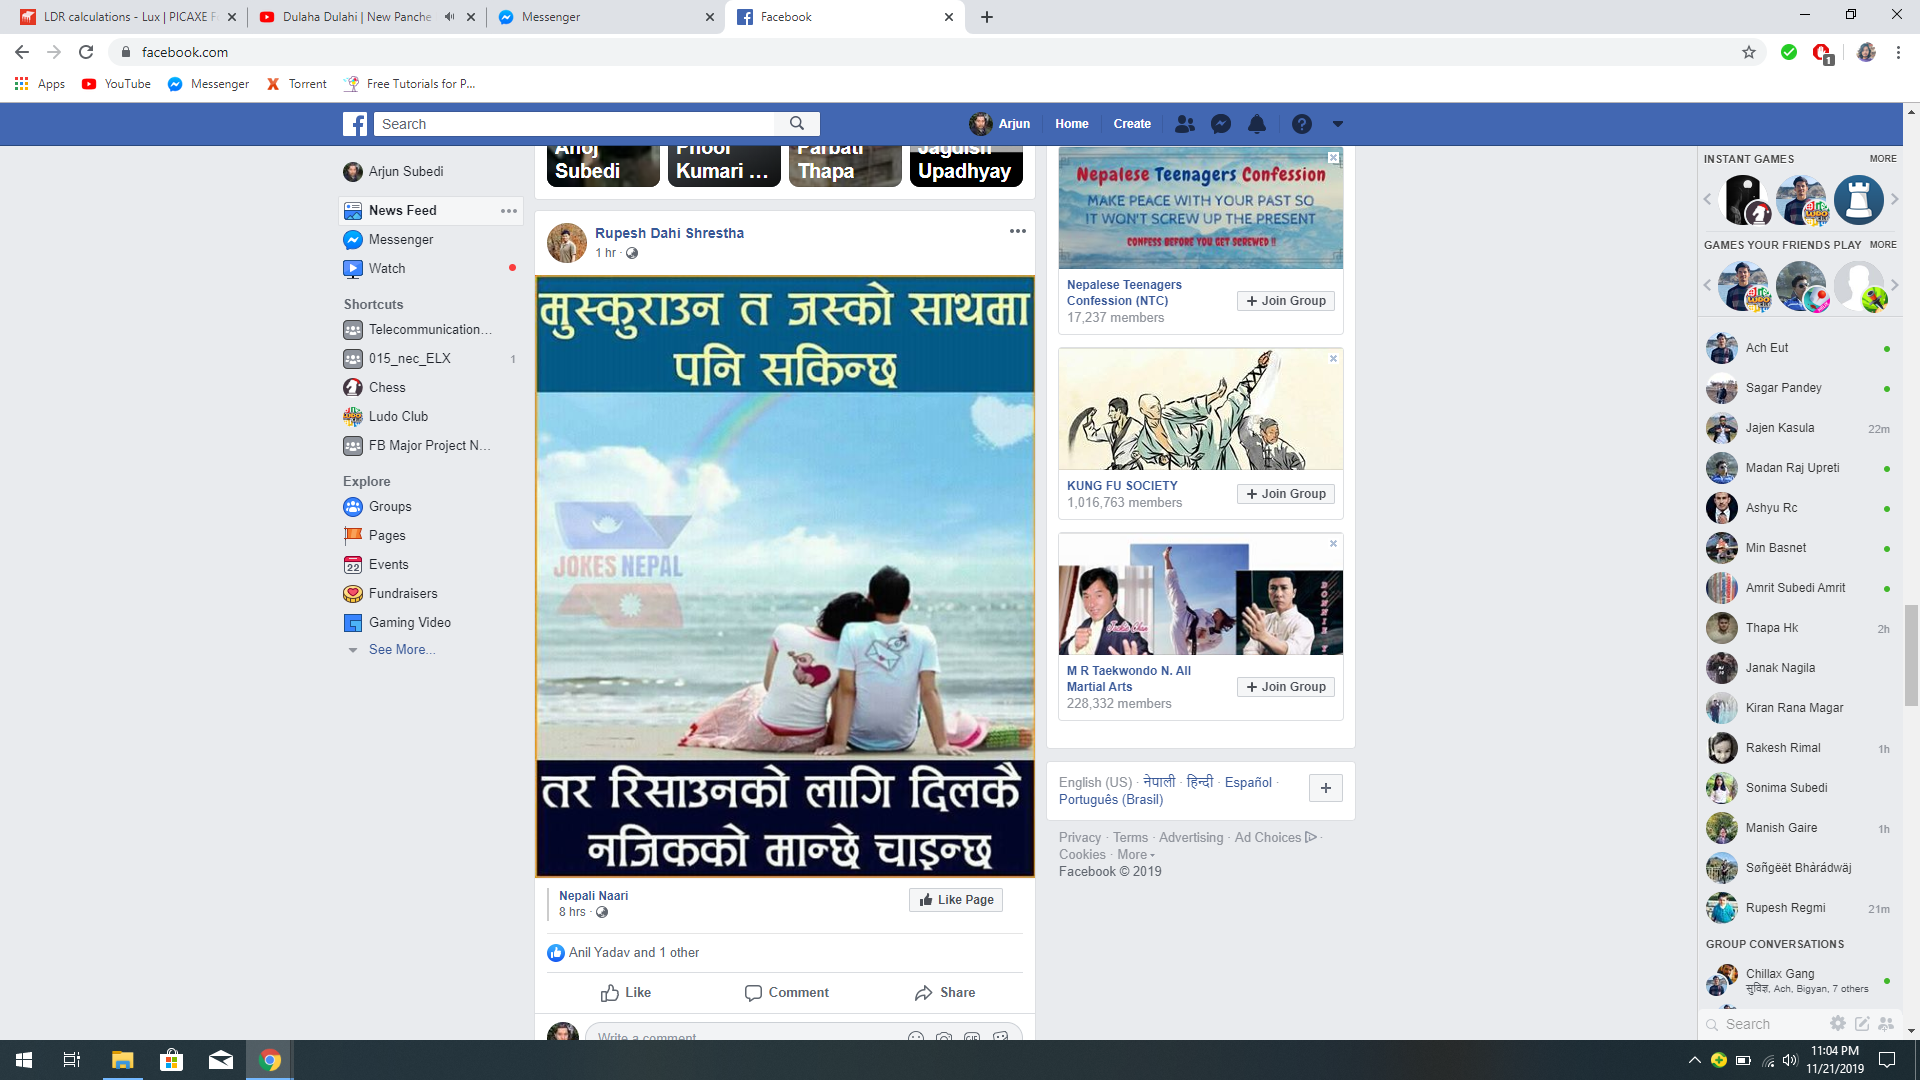 LDR calculations - Lux | PICAXE F
Dulaha Dulahi | New Panche
Messenger
Facebook
facebook.com
1
Apps
YouTube
Messenger
Torrent
Free Tutorials for P...
Search
Arjun
Home
Create
Arjun Subedi
News Feed
Messenger
Watch
Shortcuts
Telecommunication...
015_nec_ELX 1
Chess
Ludo Club
FB Major Project N...
Explore
Groups
Pages
Events
Fundraisers
Gaming Video
See More...
Anoj
Subedi
Phool
Kumari ...
Parbati
Thapa
Jagdish
Upadhyay
Rupesh Dahi Shrestha
1 hr ·
मुस्कुराउन त जस्को साथमा
पनि सकिन्छ
JOKES NEPAL
तर रिसाउनको लागि दिलकै
नजिकको मान्छे चाइन्छ
Nepali Naari
8 hrs ·
Like Page
Anil Yadav and 1 other
Like
Comment
Share
Write a comment
Nepalese Teenagers Confession
MAKE PEACE WITH YOUR PAST SO
IT WON'T SCREW UP THE PRESENT
CONFESS BEFORE YOU GET SCREWED !!
Nepalese Teenagers
Confession (NTC)
17,237 members
+ Join Group
KUNG FU SOCIETY
1,016,763 members
+ Join Group
Jackie Chan
DONNIE
M R Taekwondo N. All
Martial Arts
228,332 members
+ Join Group
English (US) · नेपाली · हिन्दी · Español ·
Português (Brasil)
Privacy · Terms · Advertising · Ad Choices ·
Cookies · More
Facebook © 2019
INSTANT GAMES MORE
GAMES YOUR FRIENDS PLAY MORE
Ach Eut
Sagar Pandey
Jajen Kasula 22m
Madan Raj Upreti
Ashyu Rc
Min Basnet
Amrit Subedi Amrit
Thapa Hk 2h
Janak Nagila
Kiran Rana Magar
Rakesh Rimal 1h
Sonima Subedi
Manish Gaire 1h
Søñgëët Bhàrádwäj
Rupesh Regmi 21m
GROUP CONVERSATIONS
Chillax Gang
सुविज्ञ, Ach, Bigyan, 7 others
Search
11:04 PM
11/21/2019